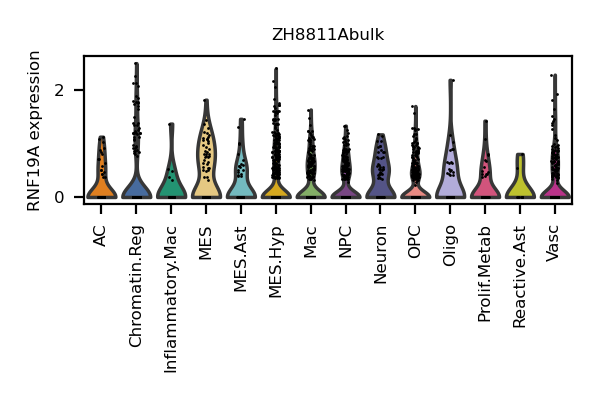 ZH8811Abulk
RNF19A expression
2
0
AC
Chromatin.Reg
Inflammatory.Mac
MES
MES.Ast
MES.Hyp
Mac
NPC
Neuron
OPC
Oligo
Prolif.Metab
Reactive.Ast
Vasc